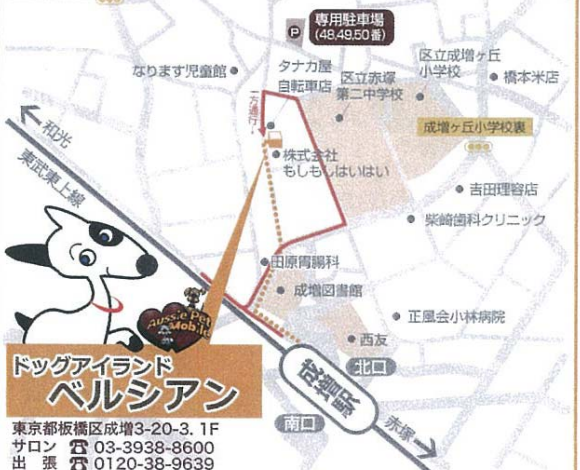 専用駐車場
(48,49,50番)
P
なります児童館
タナカ屋
自転車店
区立赤塚
第二中学校
区立成増ヶ丘
小学校
橋本米店
一方通行
成増ヶ丘小学校裏
和光
東武東上線
株式会社
もしもしはいはい
吉田理容店
柴崎歯科クリニック
田原胃腸科
成増図書館
正風会小林病院
西友
北口
成増駅
南口
赤塚
Aussie Pet
Mobile
ドッグアイランド
ベルシアン
東京都板橋区成増3-20-3. 1F
サロン ☎ 03-3938-8600
出 張 ☎ 0120-38-9639